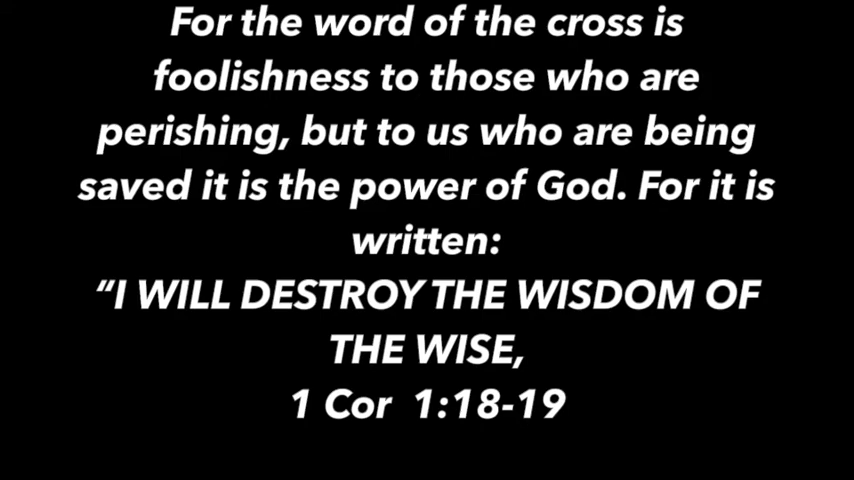 For the word of the cross is
foolishness to those who are
perishing, but to us who are being
saved it is the power of God. For it is
written:
“I WILL DESTROY THE WISDOM OF
THE WISE,
1 Cor  1:18-19